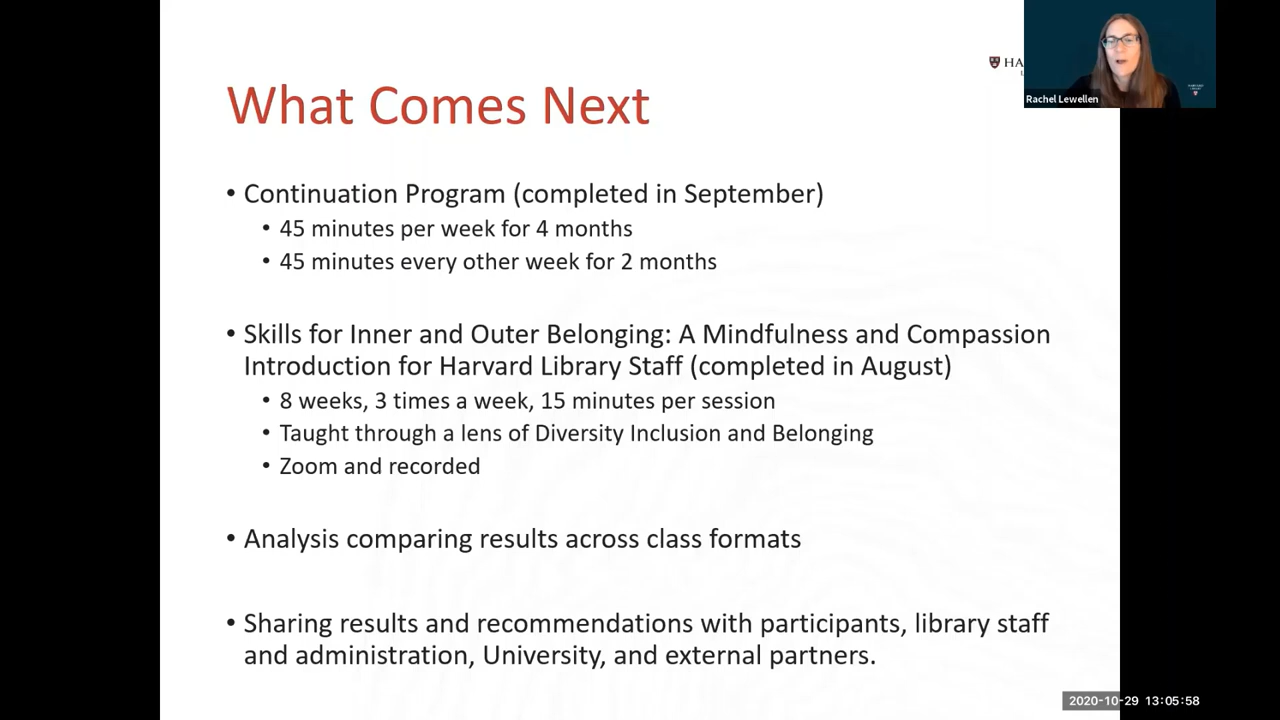 What Comes Next
Rachel Lewellen
• Continuation Program (completed in September)
• 45 minutes per week for 4 months
• 45 minutes every other week for 2 months
• Skills for Inner and Outer Belonging: A Mindfulness and Compassion
Introduction for Harvard Library Staff (completed in August)
• 8 weeks, 3 times a week, 15 minutes per session
• Taught through a lens of Diversity Inclusion and Belonging
• Zoom and recorded
• Analysis comparing results across class formats
• Sharing results and recommendations with participants, library staff
and administration, University, and external partners.
2020-10-29 13:05:58